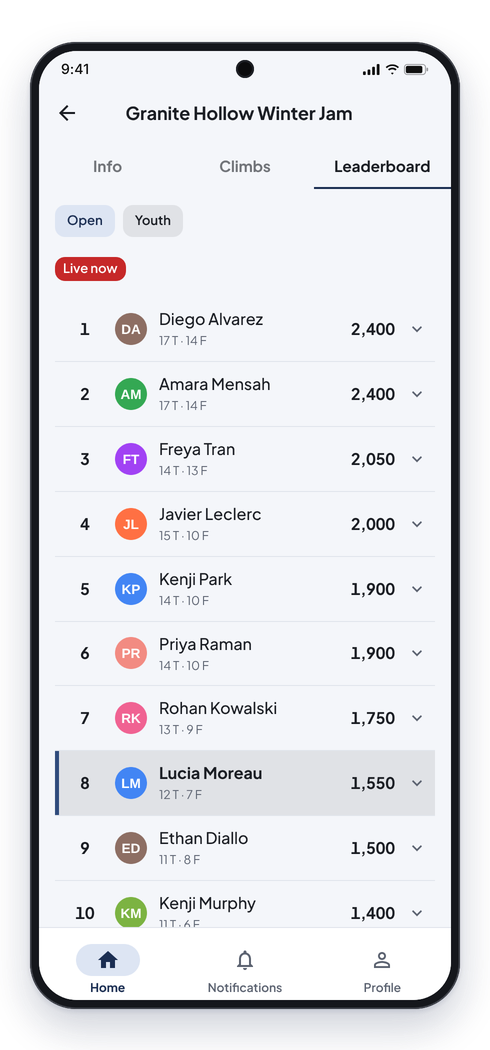 9:41
Granite Hollow Winter Jam
Info Climbs Leaderboard
Open Youth
Live now
1 DA Diego Alvarez 2,400
17 T · 14 F
2 AM Amara Mensah 2,400
17 T · 14 F
3 FT Freya Tran 2,050
14 T · 13 F
4 JL Javier Leclerc 2,000
15 T · 10 F
5 KP Kenji Park 1,900
14 T · 10 F
6 PR Priya Raman 1,900
14 T · 10 F
7 RK Rohan Kowalski 1,750
13 T · 9 F
8 LM Lucia Moreau 1,550
12 T · 7 F
9 ED Ethan Diallo 1,500
11 T · 8 F
10 KM Kenji Murphy 1,400
11 T · 6 F
Home Notifications Profile